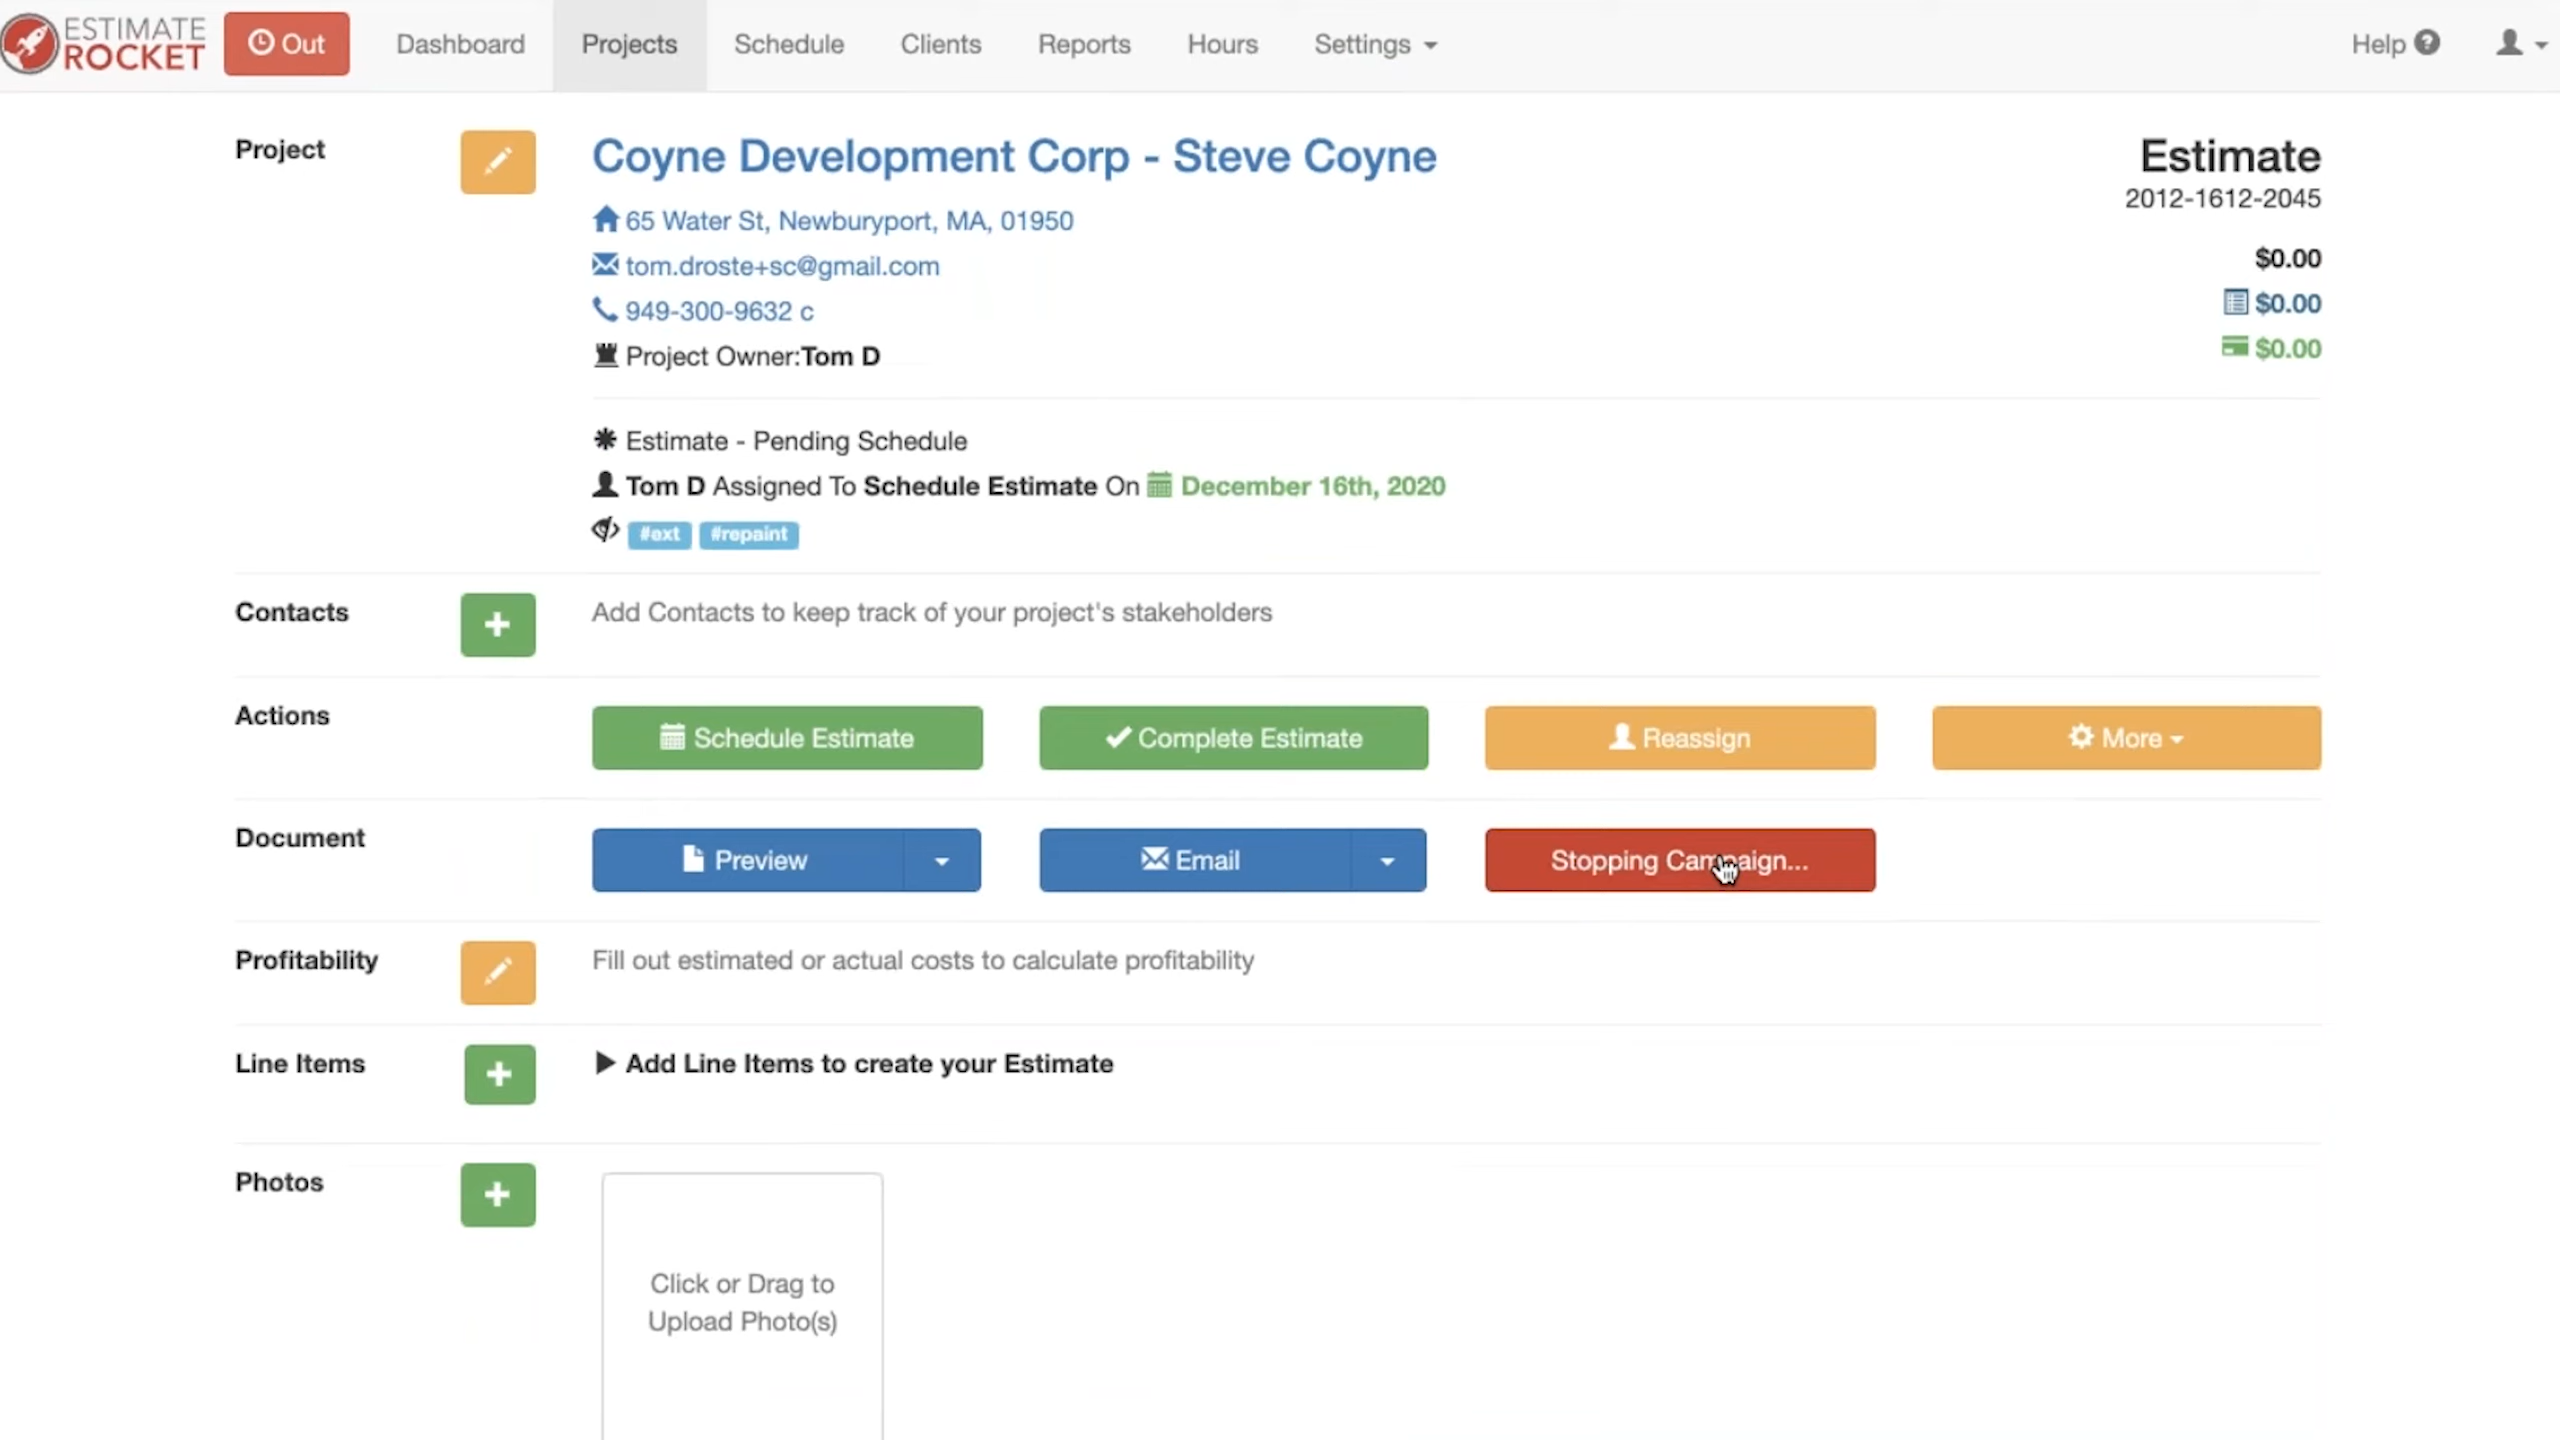 ESTIMATE
ROCKET
Out
Dashboard
Projects
Schedule
Clients
Reports
Hours
Settings
Help
Project
Coyne Development Corp - Steve Coyne
65 Water St, Newburyport, MA, 01950
tom.droste+sc@gmail.com
949-300-9632 c
Project Owner:Tom D
Estimate
2012-1612-2045
$0.00
$0.00
$0.00
Estimate - Pending Schedule
Tom D Assigned To Schedule Estimate On December 16th, 2020
#ext #repaint
Contacts
Add Contacts to keep track of your project's stakeholders
Actions
Schedule Estimate
Complete Estimate
Reassign
More
Document
Preview
Email
Stopping Campaign...
Profitability
Fill out estimated or actual costs to calculate profitability
Line Items
Add Line Items to create your Estimate
Photos
Click or Drag to
Upload Photo(s)